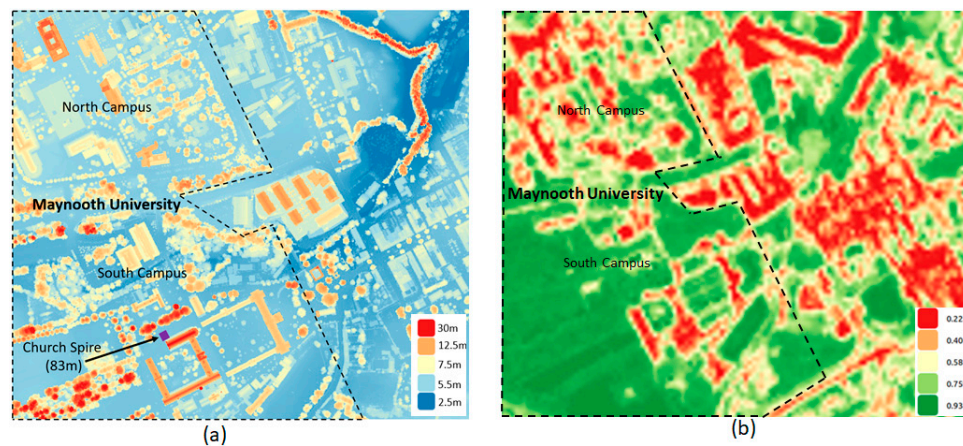 North Campus
Maynooth University
South Campus
Church Spire
(83m)
30m
12.5m
7.5m
5.5m
2.5m
(a)
North Campus
Maynooth University
South Campus
0.22
0.40
0.58
0.75
0.93
(b)